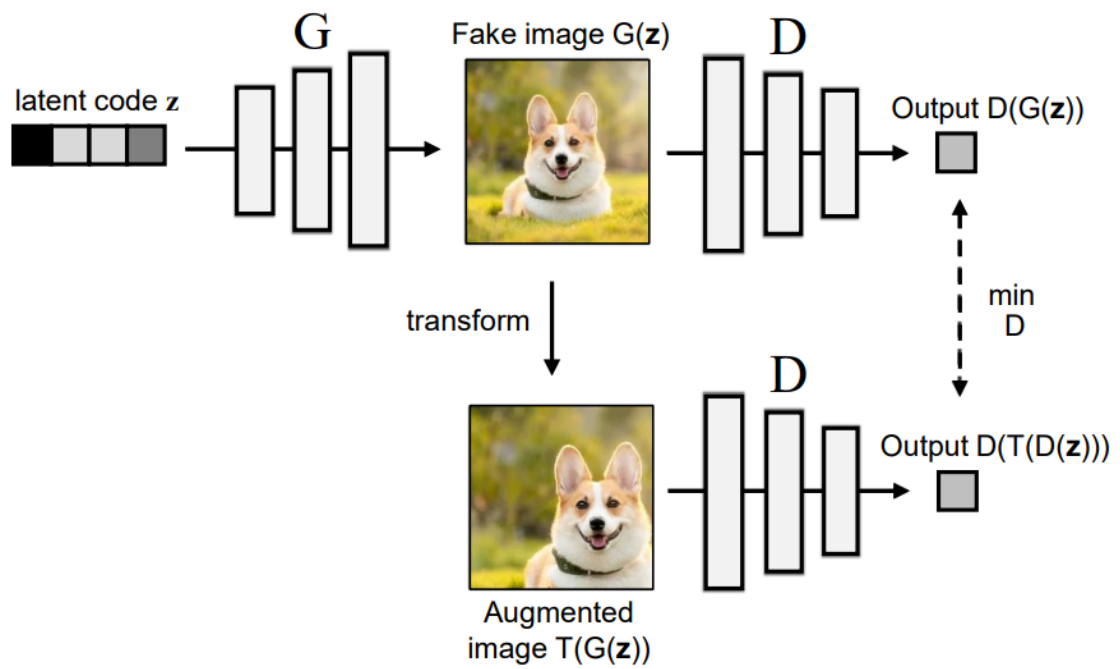 G
Fake image G(z)
D
latent code z
Output D(G(z))
transform
min
D
D
Output D(T(D(z)))
Augmented
image T(G(z))